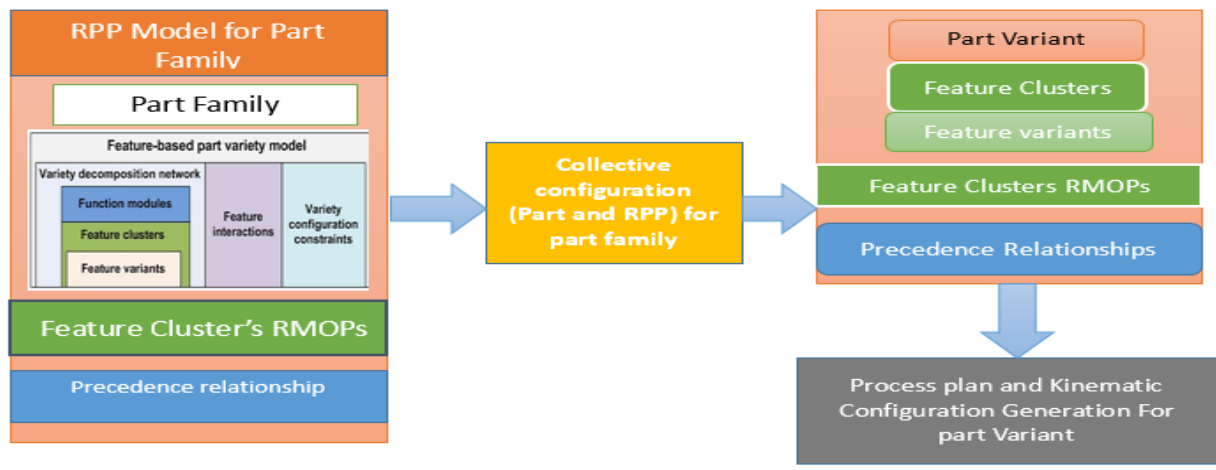 RPP Model for Part
Family
Part Family
Feature-based part variety model
Variety decomposition network
Function modules
Feature clusters
Feature variants
Feature
interactions
Variety
configuration
constraints
Feature Cluster’s RMOPs
Precedence relationship
Collective
configuration
(Part and RPP) for
part family
Part Variant
Feature Clusters
Feature variants
Feature Clusters RMOPs
Precedence Relationships
Process plan and Kinematic
Configuration Generation For
part Variant